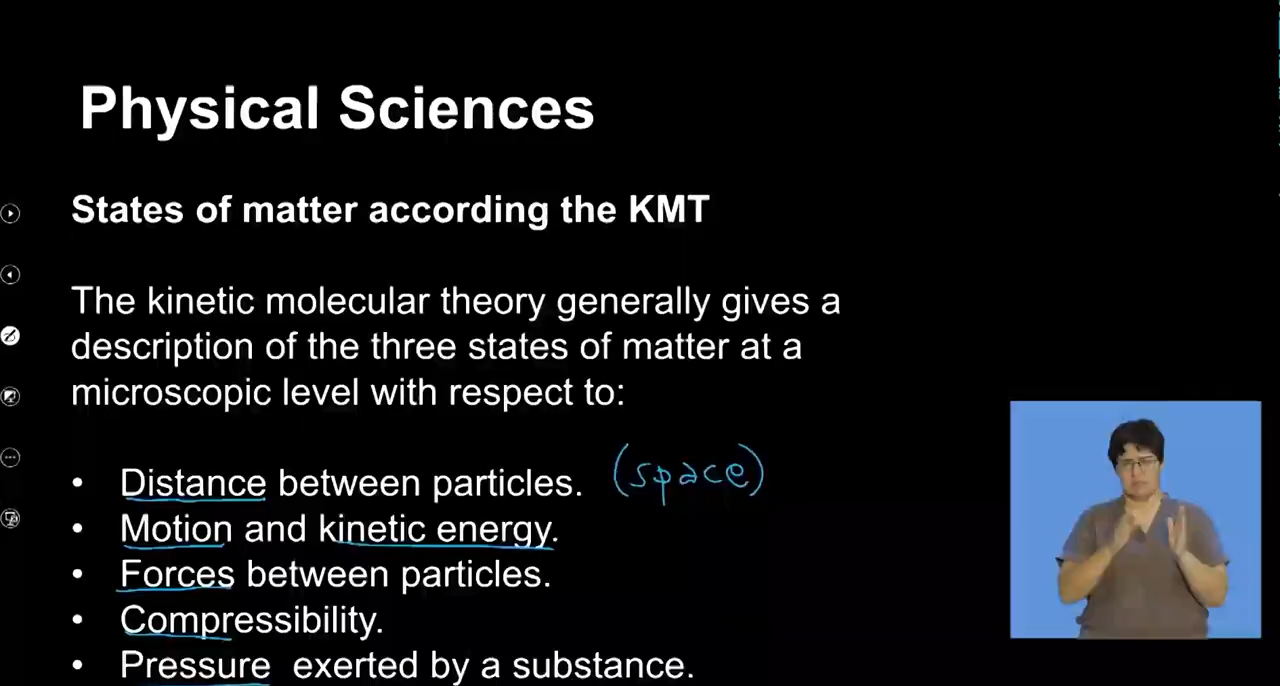 Physical Sciences
States of matter according the KMT
The kinetic molecular theory generally gives a
description of the three states of matter at a
microscopic level with respect to:
• Distance between particles. (space)
• Motion and kinetic energy.
• Forces between particles.
• Compressibility.
• Pressure exerted by a substance.